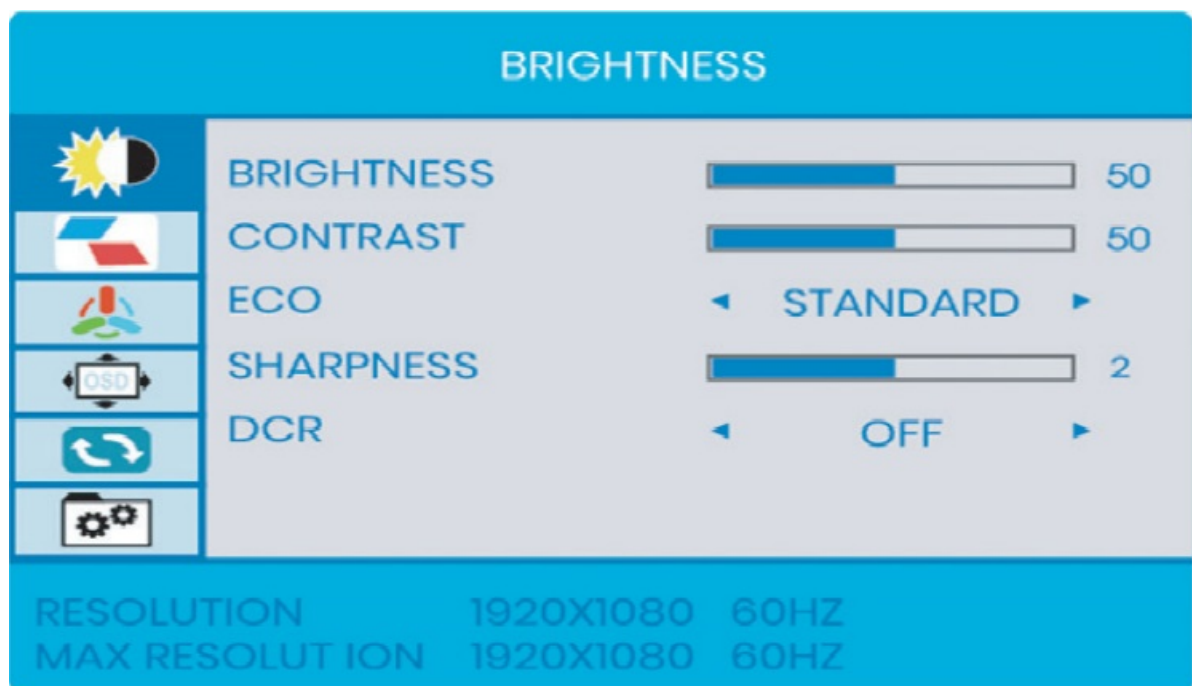 BRIGHTNESS
BRIGHTNESS 50
CONTRAST 50
ECO STANDARD
SHARPNESS 2
OSD
DCR OFF
RESOLUTION 1920X1080 60HZ
MAX RESOLUT ION 1920X1080 60HZ